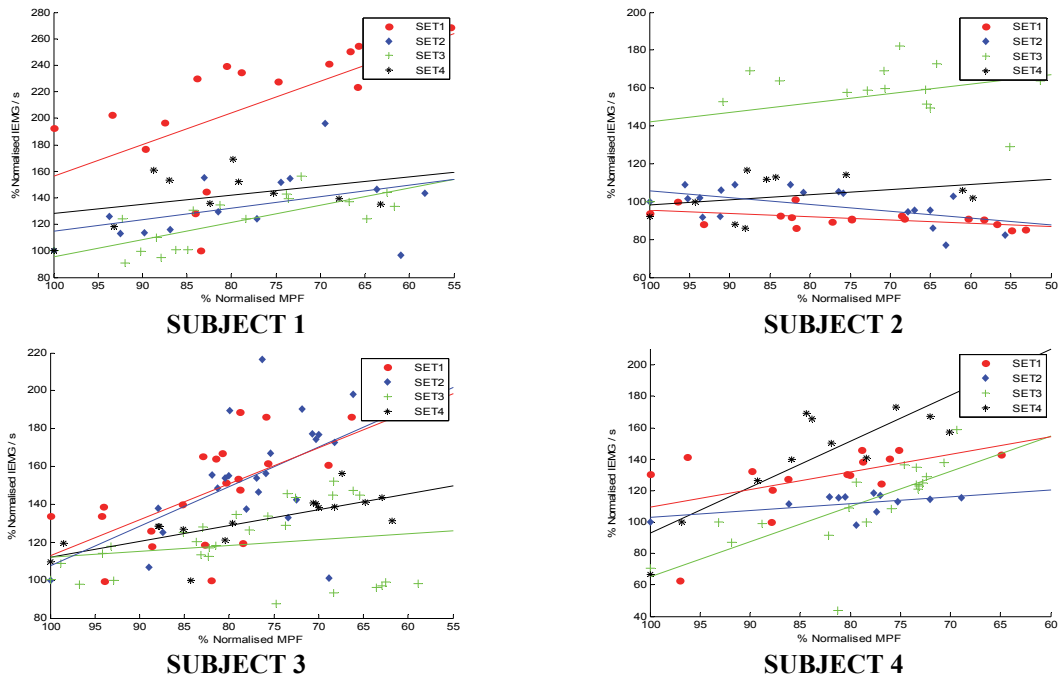 280
260
240
220
200
180
160
140
120
100
80
% Normalised IEMG / s
100 95 90 85 80 75 70 65 60 55
% Normalised MPF
SET1
SET2
SET3
SET4
SUBJECT 1
200
180
160
140
120
100
80
60
% Normalised IEMG / s
100 95 90 85 80 75 70 65 60 55 50
% Normalised MPF
SET1
SET2
SET3
SET4
SUBJECT 2
220
200
180
160
140
120
100
80
% Normalised IEMG / s
100 95 90 85 80 75 70 65 60 55
% Normalised MPF
SET1
SET2
SET3
SET4
SUBJECT 3
200
180
160
140
120
100
80
60
40
% Normalised IEMG / s
100 95 90 85 80 75 70 65 60
% Normalised MPF
SET1
SET2
SET3
SET4
SUBJECT 4